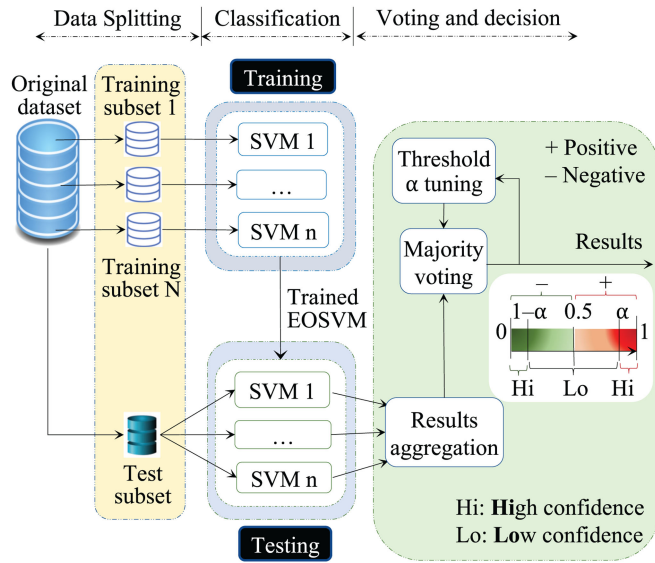 Data Splitting
Classification
Voting and decision
Original
dataset
Training
subset 1
Training
SVM 1
...
SVM n
Training
subset N
Trained
EOSVM
Threshold
α tuning
Majority
voting
+ Positive
– Negative
Results
– +
0 1–α 0.5 α 1
Hi Lo Hi
SVM 1
...
SVM n
Results
aggregation
Test
subset
Testing
Hi: High confidence
Lo: Low confidence